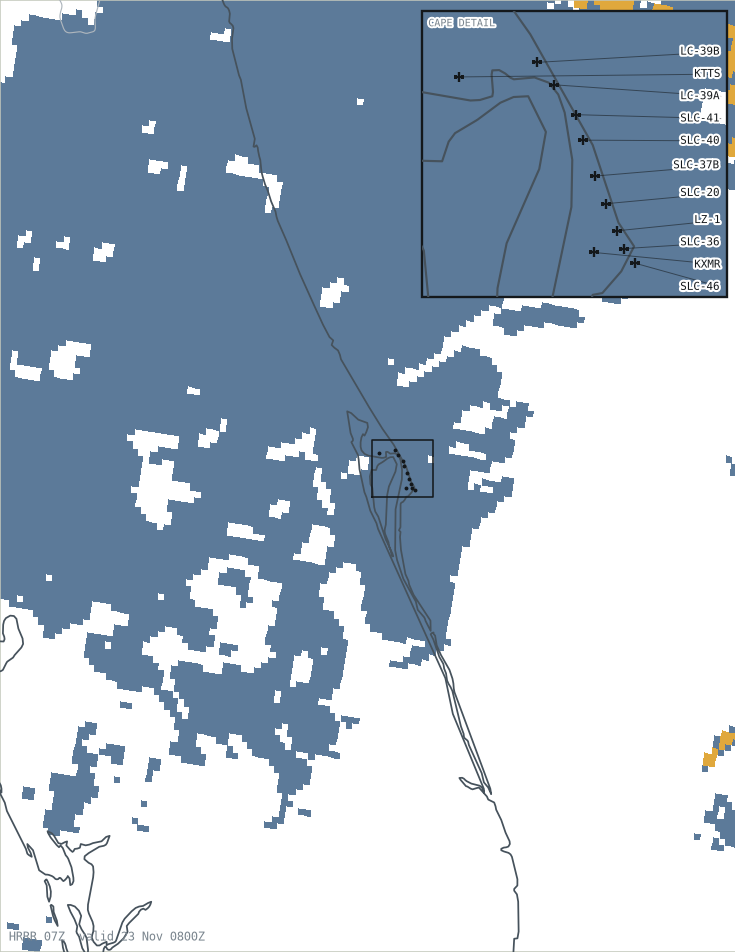 CAPE DETAIL
LC-39B
KTTS
LC-39A
SLC-41
SLC-40
SLC-37B
SLC-20
LZ-1
SLC-36
KXMR
SLC-46
HRRR 07Z valid 23 Nov 0800Z